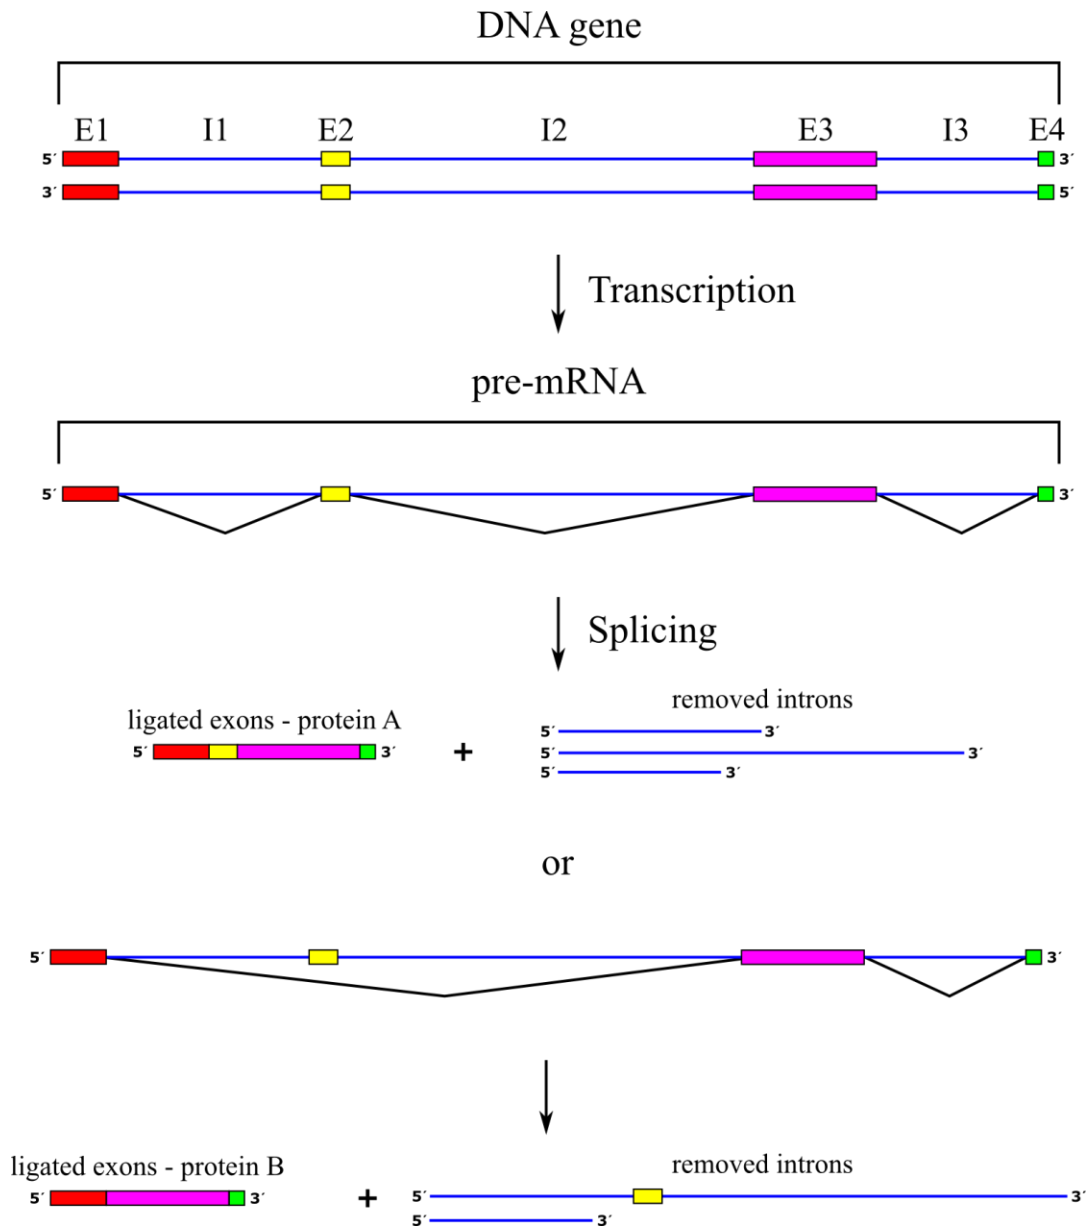 DNA gene
E1 I1 E2 I2 E3 I3 E4
5´ 3´
3´ 5´
Transcription
pre-mRNA
5´ 3´
Splicing
ligated exons - protein A
5´ 3´
+
removed introns
5´ 3´
5´ 3´
5´ 3´
or
5´ 3´
ligated exons - protein B
5´ 3´
+
removed introns
5´ 3´
5´ 3´